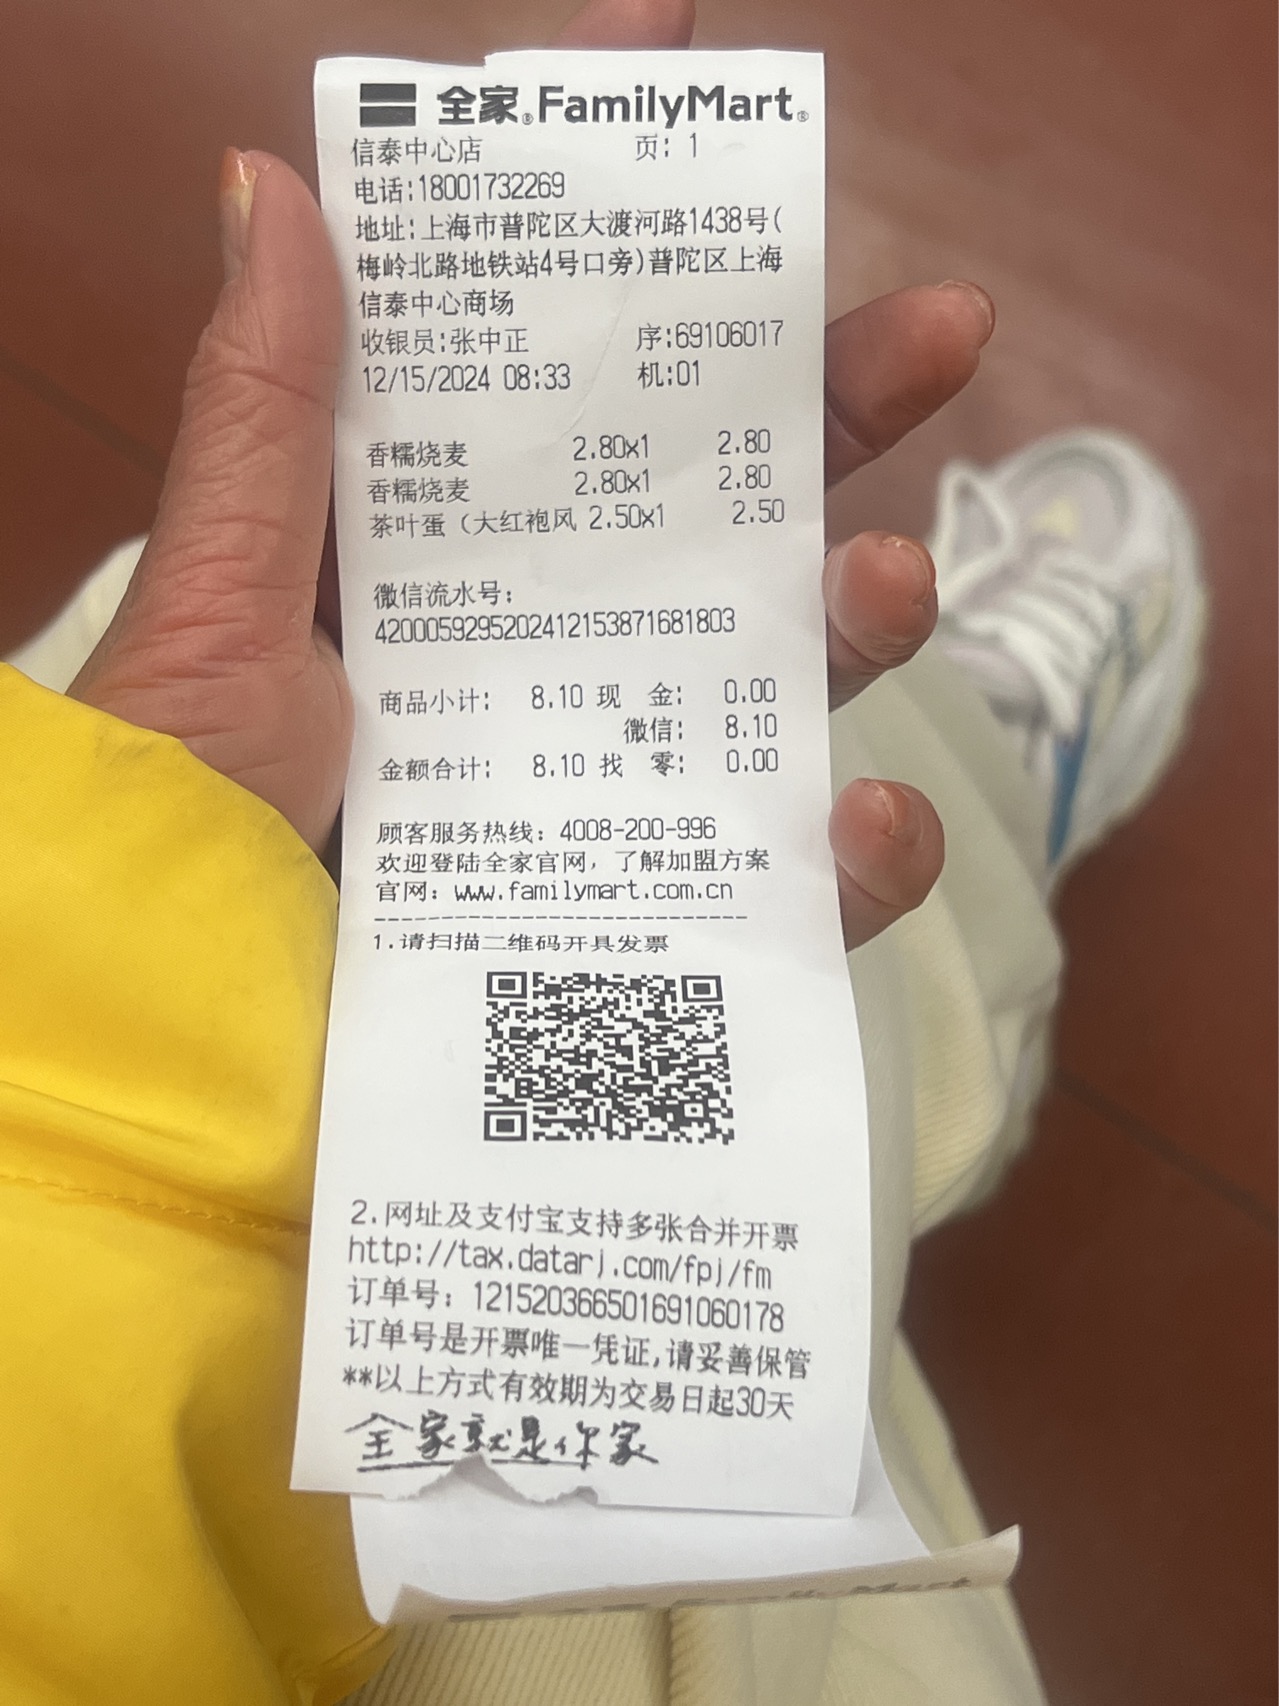 全家®FamilyMart®
信泰中心店 页: 1
电话:18001732269
地址:上海市普陀区大渡河路1438号(
梅岭北路地铁站4号口旁)普陀区上海
信泰中心商场
收银员:张中正 序:69106017
12/15/2024 08:33 机:01
香糯烧麦 2.80x1 2.80
香糯烧麦 2.80x1 2.80
茶叶蛋（大红袍风 2.50x1 2.50
微信流水号:
4200059295202412153871681803
商品小计: 8.10 现 金: 0.00
微信: 8.10
金额合计: 8.10 找 零: 0.00
顾客服务热线: 4008-200-996
欢迎登陆全家官网，了解加盟方案
官网: www.familymart.com.cn
1.请扫描二维码开具发票
2.网址及支付宝支持多张合并开票
http://tax.datarj.com/fpj/fm
订单号: 1215203665016910​60178
订单号是开票唯一凭证,请妥善保管
**以上方式有效期为交易日起30天
全家就是你家